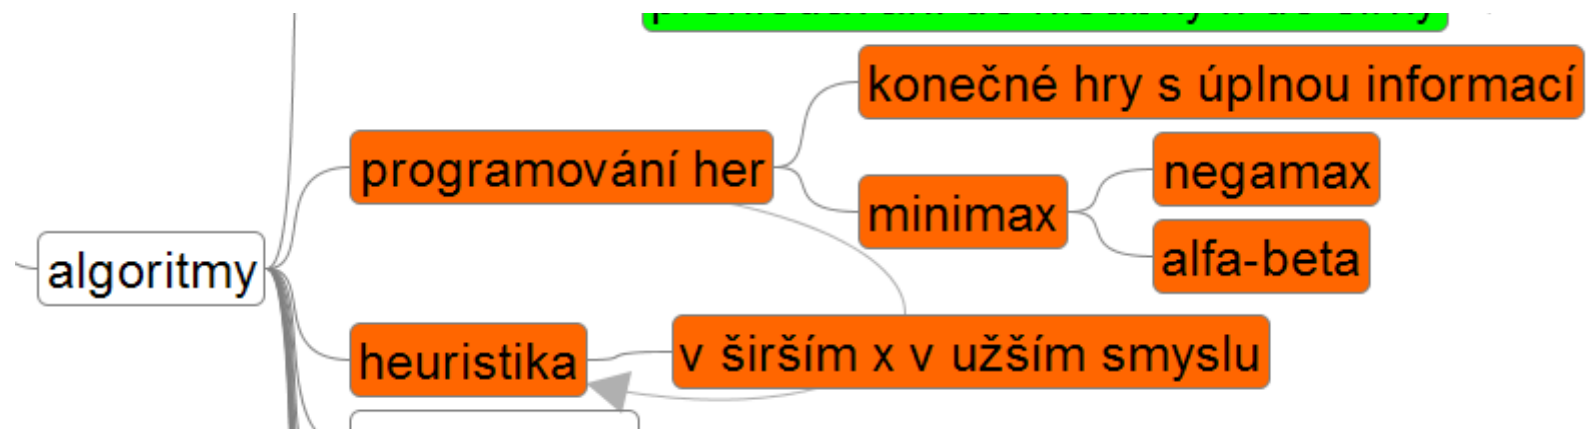 konečné hry s úplnou informací
programování her
negamax
minimax
alfa-beta
algoritmy
heuristika
v širším x v užším smyslu